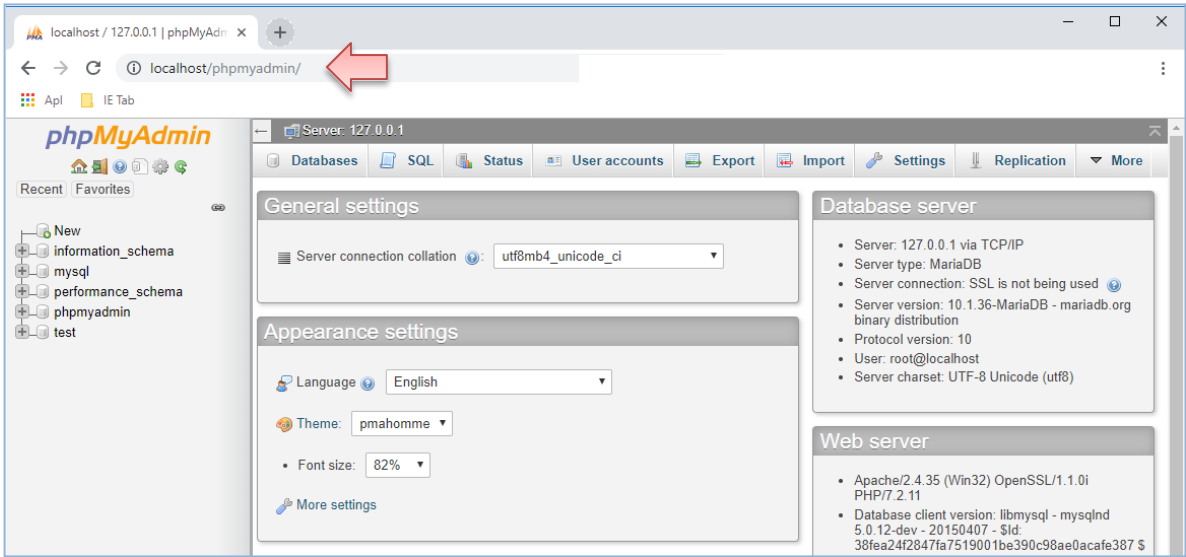 localhost / 127.0.0.1 | phpMyAdm
localhost/phpmyadmin/
Apl IE Tab
phpMyAdmin
Recent Favorites
New
information_schema
mysql
performance_schema
phpmyadmin
test
Server: 127.0.0.1
Databases SQL Status User accounts Export Import Settings Replication More
General settings
Server connection collation : utf8mb4_unicode_ci
Appearance settings
Language English
Theme: pmahomme
• Font size: 82%
More settings
Database server
• Server: 127.0.0.1 via TCP/IP
• Server type: MariaDB
• Server connection: SSL is not being used
• Server version: 10.1.36-MariaDB - mariadb.org
binary distribution
• Protocol version: 10
• User: root@localhost
• Server charset: UTF-8 Unicode (utf8)
Web server
• Apache/2.4.35 (Win32) OpenSSL/1.1.0i
PHP/7.2.11
• Database client version: libmysql - mysqlnd
5.0.12-dev - 20150407 - $Id:
38fea24f2847fa7519001be390c98ae0acafe387 $